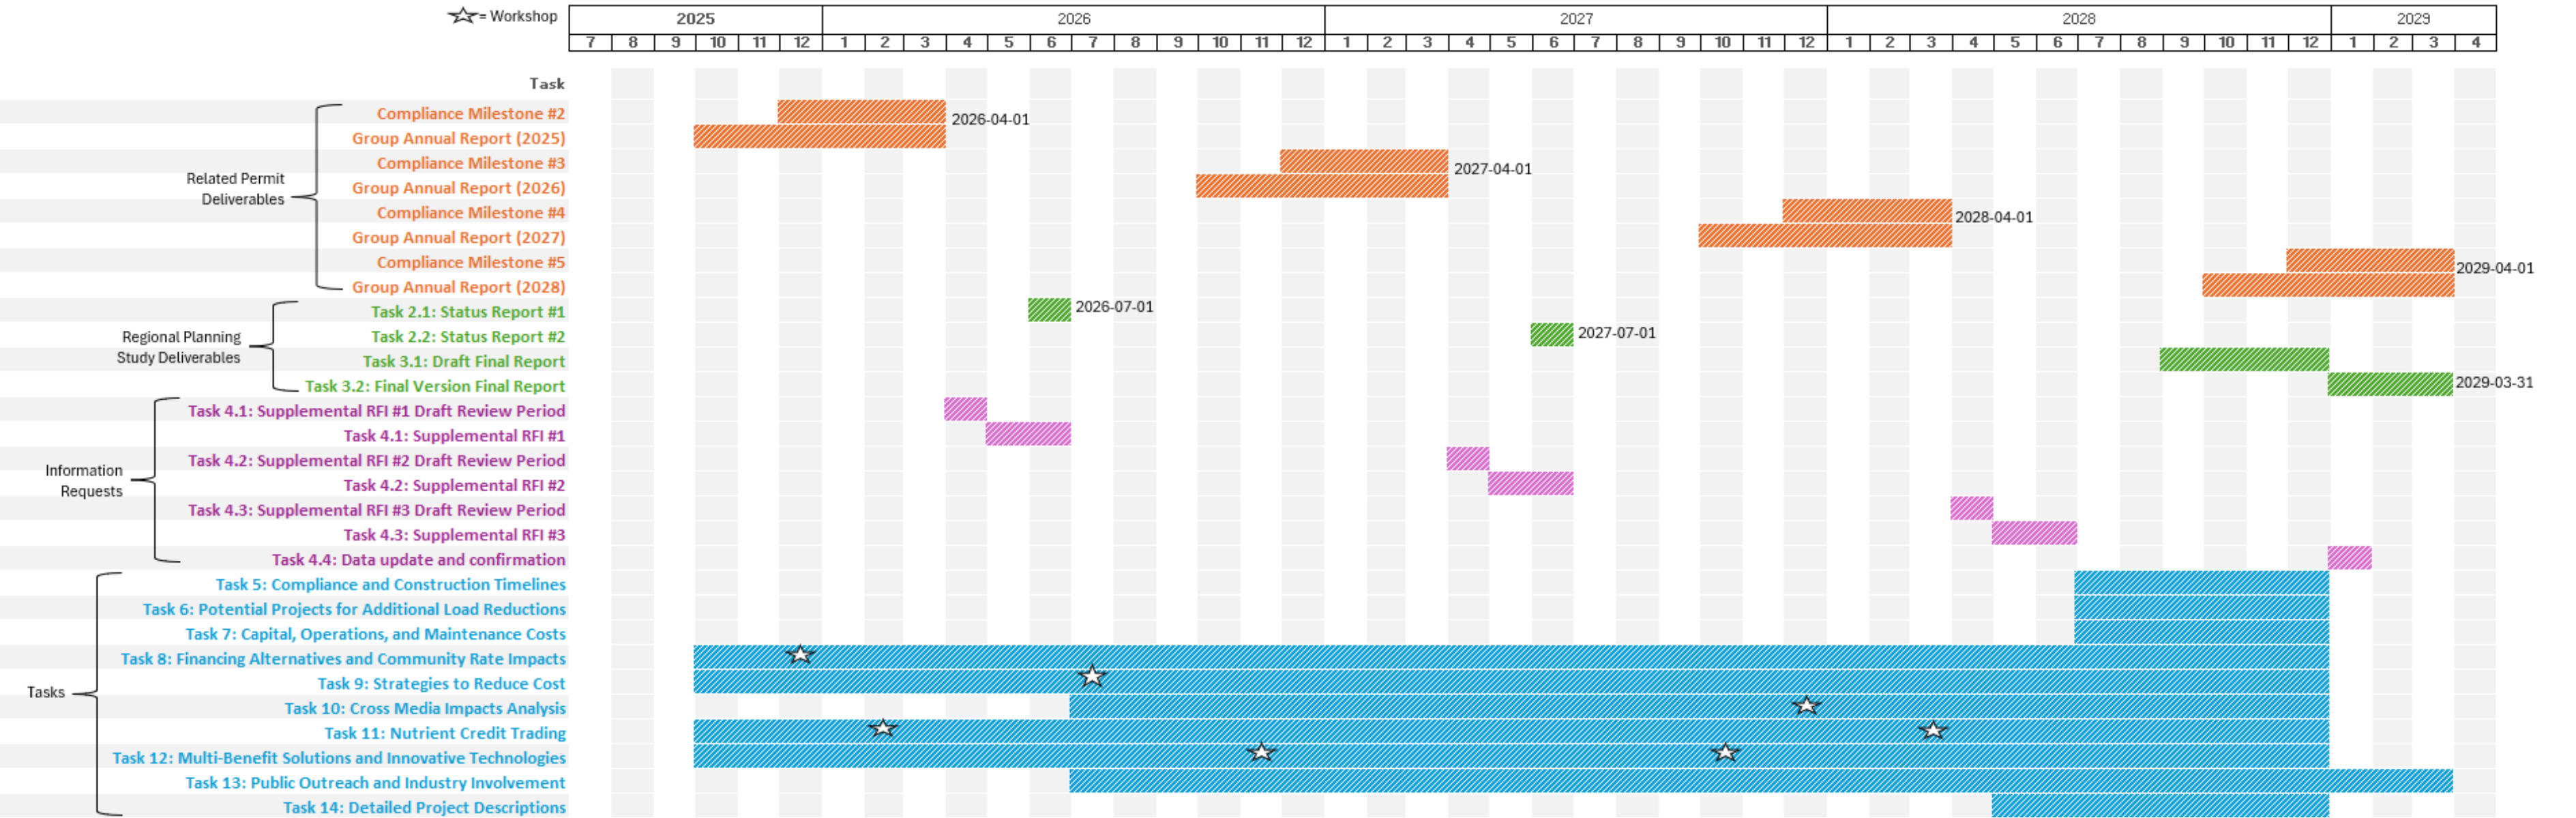 = Workshop
2025 2026 2027 2028 2029
7 8 9 10 11 12 1 2 3 4 5 6 7 8 9 10 11 12 1 2 3 4 5 6 7 8 9 10 11 12 1 2 3 4 5 6 7 8 9 10 11 12 1 2 3 4
Task
Compliance Milestone #2
2026-04-01
Group Annual Report (2025)
Compliance Milestone #3
2027-04-01
Related Permit
Deliverables
Group Annual Report (2026)
Compliance Milestone #4
2028-04-01
Group Annual Report (2027)
Compliance Milestone #5
2029-04-01
Group Annual Report (2028)
Task 2.1: Status Report #1
2026-07-01
Regional Planning
Study Deliverables
Task 2.2: Status Report #2
2027-07-01
Task 3.1: Draft Final Report
Task 3.2: Final Version Final Report
2029-03-31
Task 4.1: Supplemental RFI #1 Draft Review Period
Task 4.1: Supplemental RFI #1
Task 4.2: Supplemental RFI #2 Draft Review Period
Information
Requests
Task 4.2: Supplemental RFI #2
Task 4.3: Supplemental RFI #3 Draft Review Period
Task 4.3: Supplemental RFI #3
Task 4.4: Data update and confirmation
Task 5: Compliance and Construction Timelines
Task 6: Potential Projects for Additional Load Reductions
Task 7: Capital, Operations, and Maintenance Costs
Task 8: Financing Alternatives and Community Rate Impacts
Tasks
Task 9: Strategies to Reduce Cost
Task 10: Cross Media Impacts Analysis
Task 11: Nutrient Credit Trading
Task 12: Multi-Benefit Solutions and Innovative Technologies
Task 13: Public Outreach and Industry Involvement
Task 14: Detailed Project Descriptions